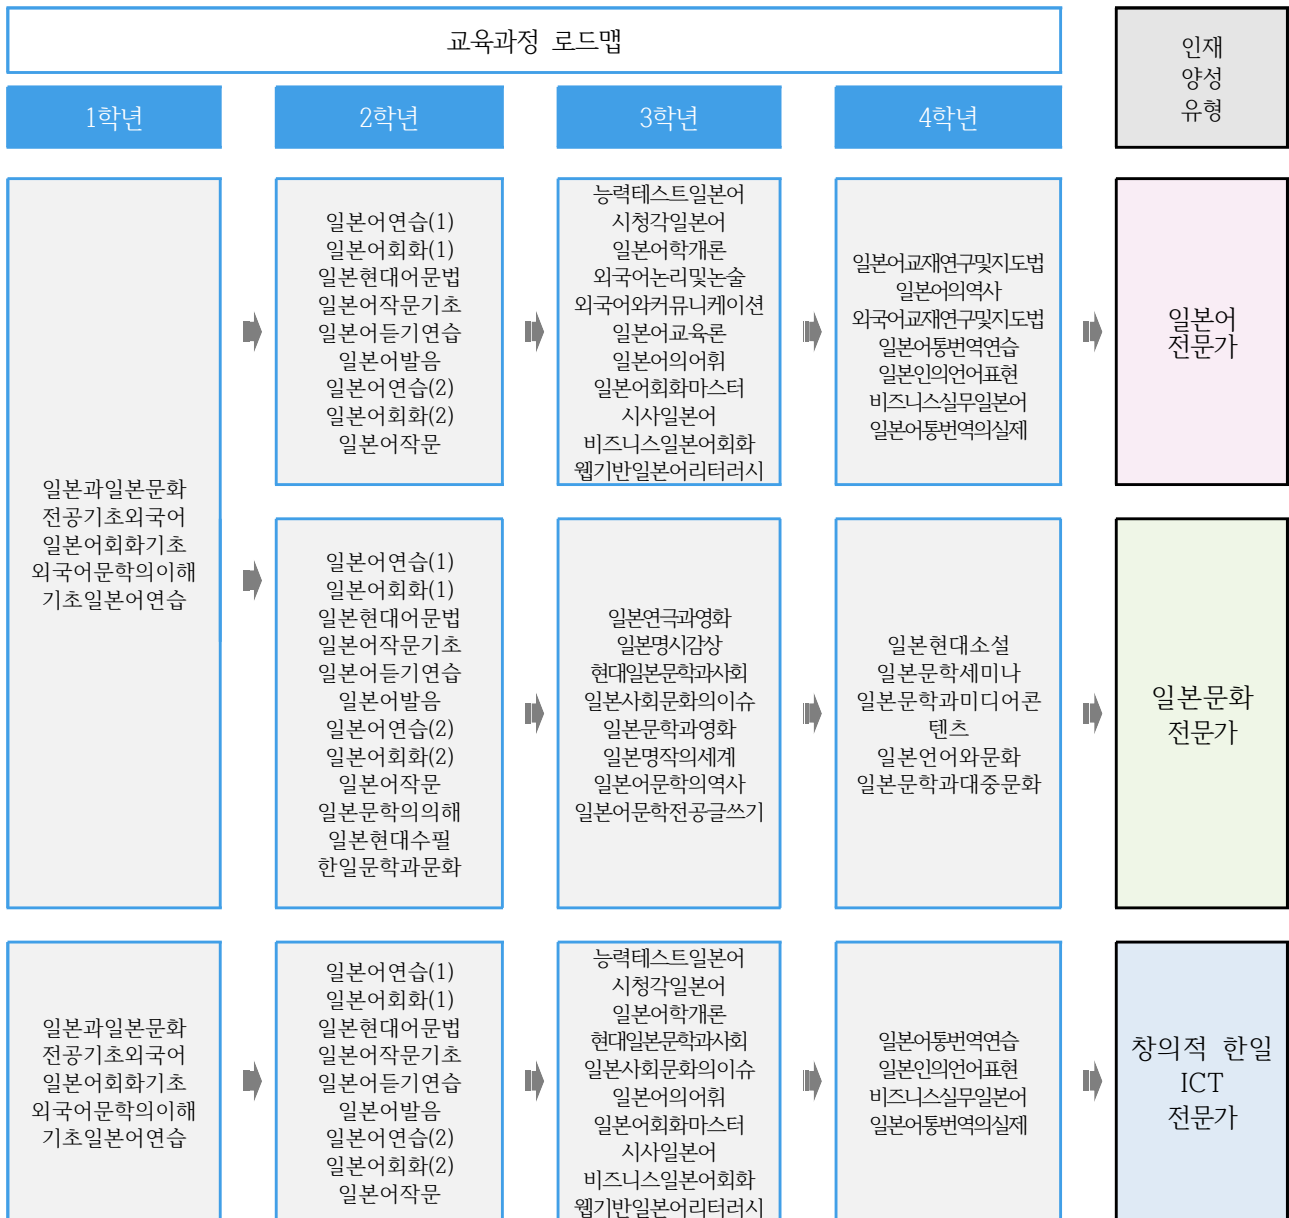 교육과정 로드맵
인재
양성
유형
1학년
2학년
3학년
4학년
일본과일본문화
전공기초외국어
일본어회화기초
외국어문학의이해
기초일본어연습
일본어연습(1)
일본어회화(1)
일본현대어문법
일본어작문기초
일본어듣기연습
일본어발음
일본어연습(2)
일본어회화(2)
일본어작문
능력테스트일본어
시청각일본어
일본어학개론
외국어논리및논술
외국어와커뮤니케이션
일본어교육론
일본어의어휘
일본어회화마스터
시사일본어
비즈니스일본어회화
웹기반일본어리터러시
일본어교재연구및지도법
일본어의역사
외국어교재연구및지도법
일본어통번역연습
일본인의언어표현
비즈니스실무일본어
일본어통번역의실제
일본어
전문가
일본어연습(1)
일본어회화(1)
일본현대어문법
일본어작문기초
일본어듣기연습
일본어발음
일본어연습(2)
일본어회화(2)
일본어작문
일본문학의의해
일본현대수필
한일문학과문화
일본연극과영화
일본명시감상
현대일본문학과사회
일본사회문화의이슈
일본문학과영화
일본명작의세계
일본어문학의역사
일본어문학전공글쓰기
일본현대소설
일본문학세미나
일본문학과미디어콘
텐츠
일본언어와문화
일본문학과대중문화
일본문화
전문가
일본과일본문화
전공기초외국어
일본어회화기초
외국어문학의이해
기초일본어연습
일본어연습(1)
일본어회화(1)
일본현대어문법
일본어작문기초
일본어듣기연습
일본어발음
일본어연습(2)
일본어회화(2)
일본어작문
능력테스트일본어
시청각일본어
일본어학개론
현대일본문학과사회
일본사회문화의이슈
일본어의어휘
일본어회화마스터
시사일본어
비즈니스일본어회화
웹기반일본어리터러시
일본어통번역연습
일본인의언어표현
비즈니스실무일본어
일본어통번역의실제
창의적 한일
ICT
전문가